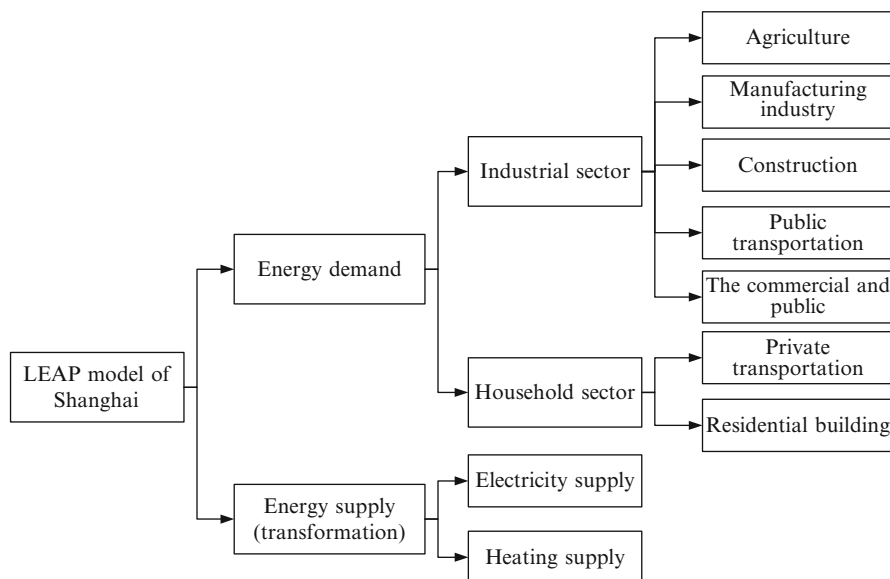 Agriculture
Manufacturing
industry
Industrial sector
Construction
Public
transportation
Energy demand
The commercial and
public
LEAP model of
Shanghai
Private
transportation
Household sector
Residential building
Electricity supply
Energy supply
(transformation)
Heating supply